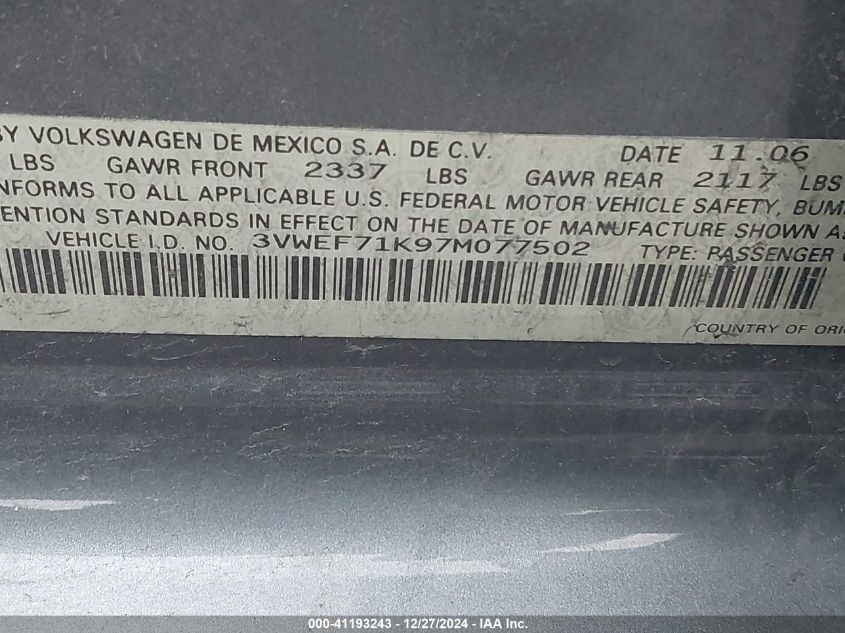 BY VOLKSWAGEN DE MEXICO S.A. DE C.V. DATE 11.06
LBS GAWR FRONT 2337 LBS GAWR REAR 2117 LBS
NFORMS TO ALL APPLICABLE U.S. FEDERAL MOTOR VEHICLE SAFETY, BUM
ENTION STANDARDS IN EFFECT ON THE DATE OF MANUFACTURE SHOWN A
VEHICLE I.D. NO. 3VWEF71K97M077502 TYPE: PASSENGER
COUNTRY OF ORI
000-41193243 - 12/27/2024 - IAA Inc.